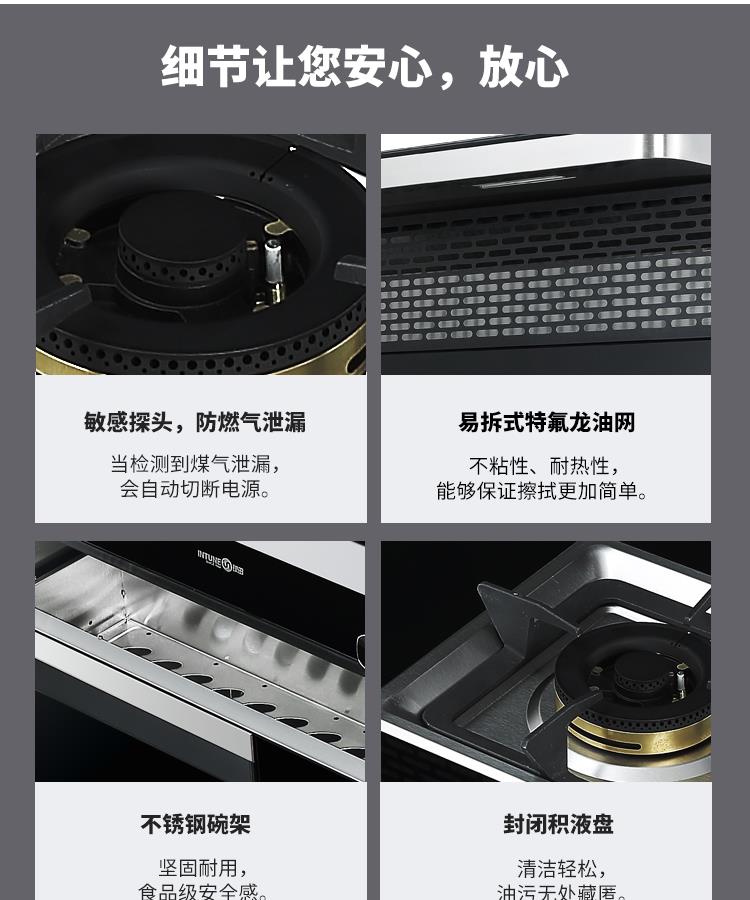 细节让您安心，放心
敏感探头，防燃气泄漏
当检测到煤气泄漏，
会自动切断电源。
易拆式特氟龙油网
不粘性、耐热性，
能够保证擦拭更加简单。
INTUNE
不锈钢碗架
坚固耐用，
食品级安全感。
封闭积液盘
清洁轻松，
油污无处藏匿。